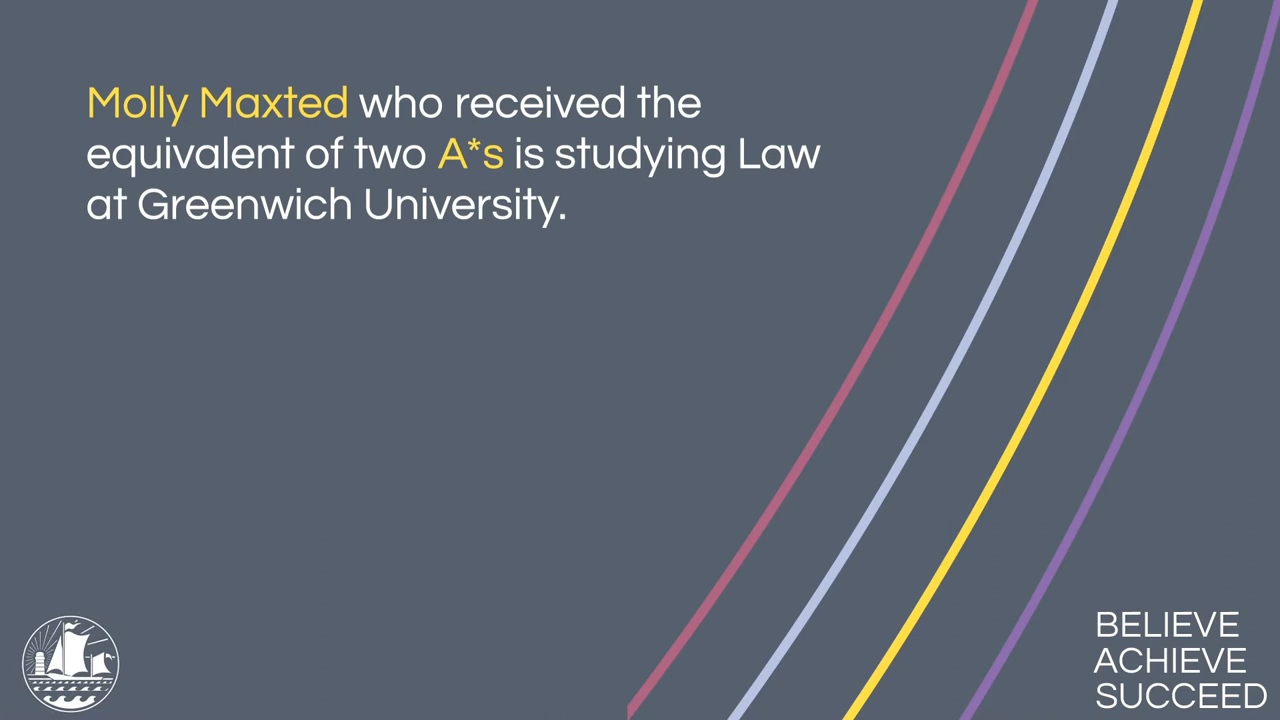 Molly Maxted who received the
equivalent of two A*s is studying Law
at Greenwich University.
BELIEVE
ACHIEVE
SUCCEED